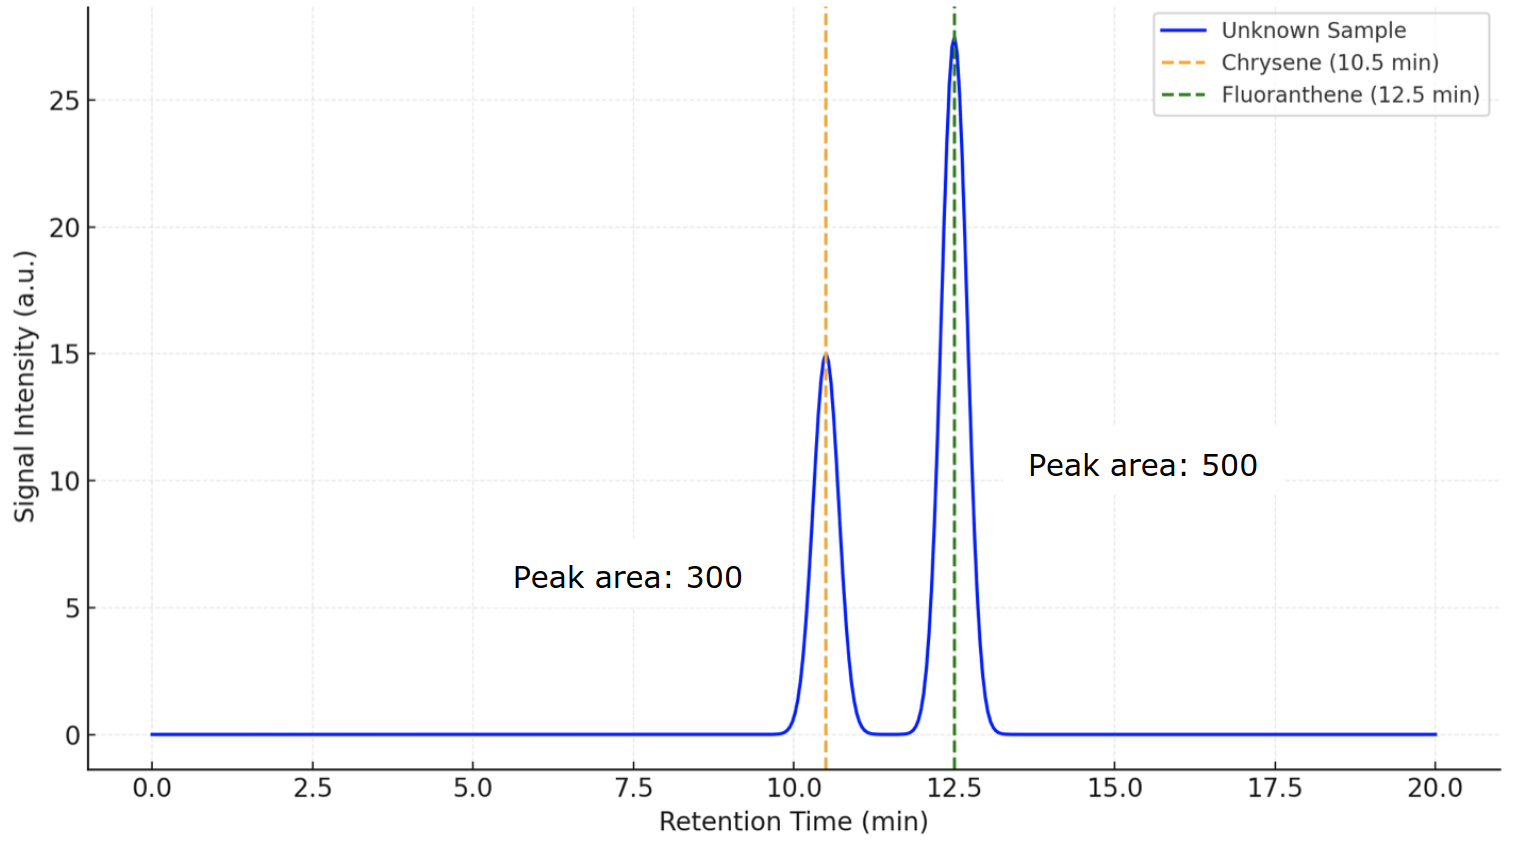 Unknown Sample
Chrysene (10.5 min)
Fluoranthene (12.5 min)
25
20
15
10
5
0
Signal Intensity (a.u.)
Peak area: 500
Peak area: 300
0.0 2.5 5.0 7.5 10.0 12.5 15.0 17.5 20.0
Retention Time (min)